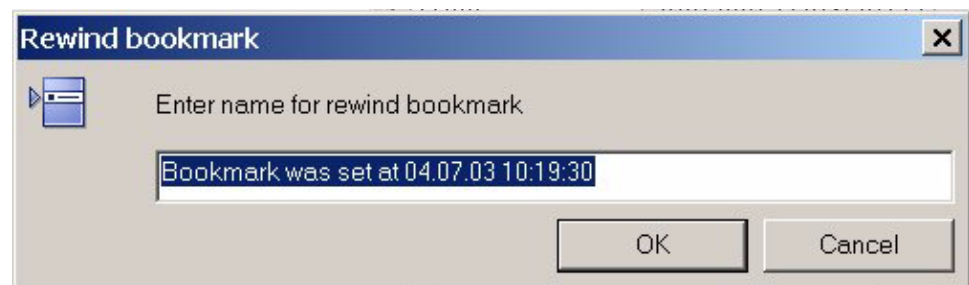 Rewind bookmark
Enter name for rewind bookmark
Bookmark was set at 04.07.03 10:19:30
OK Cancel